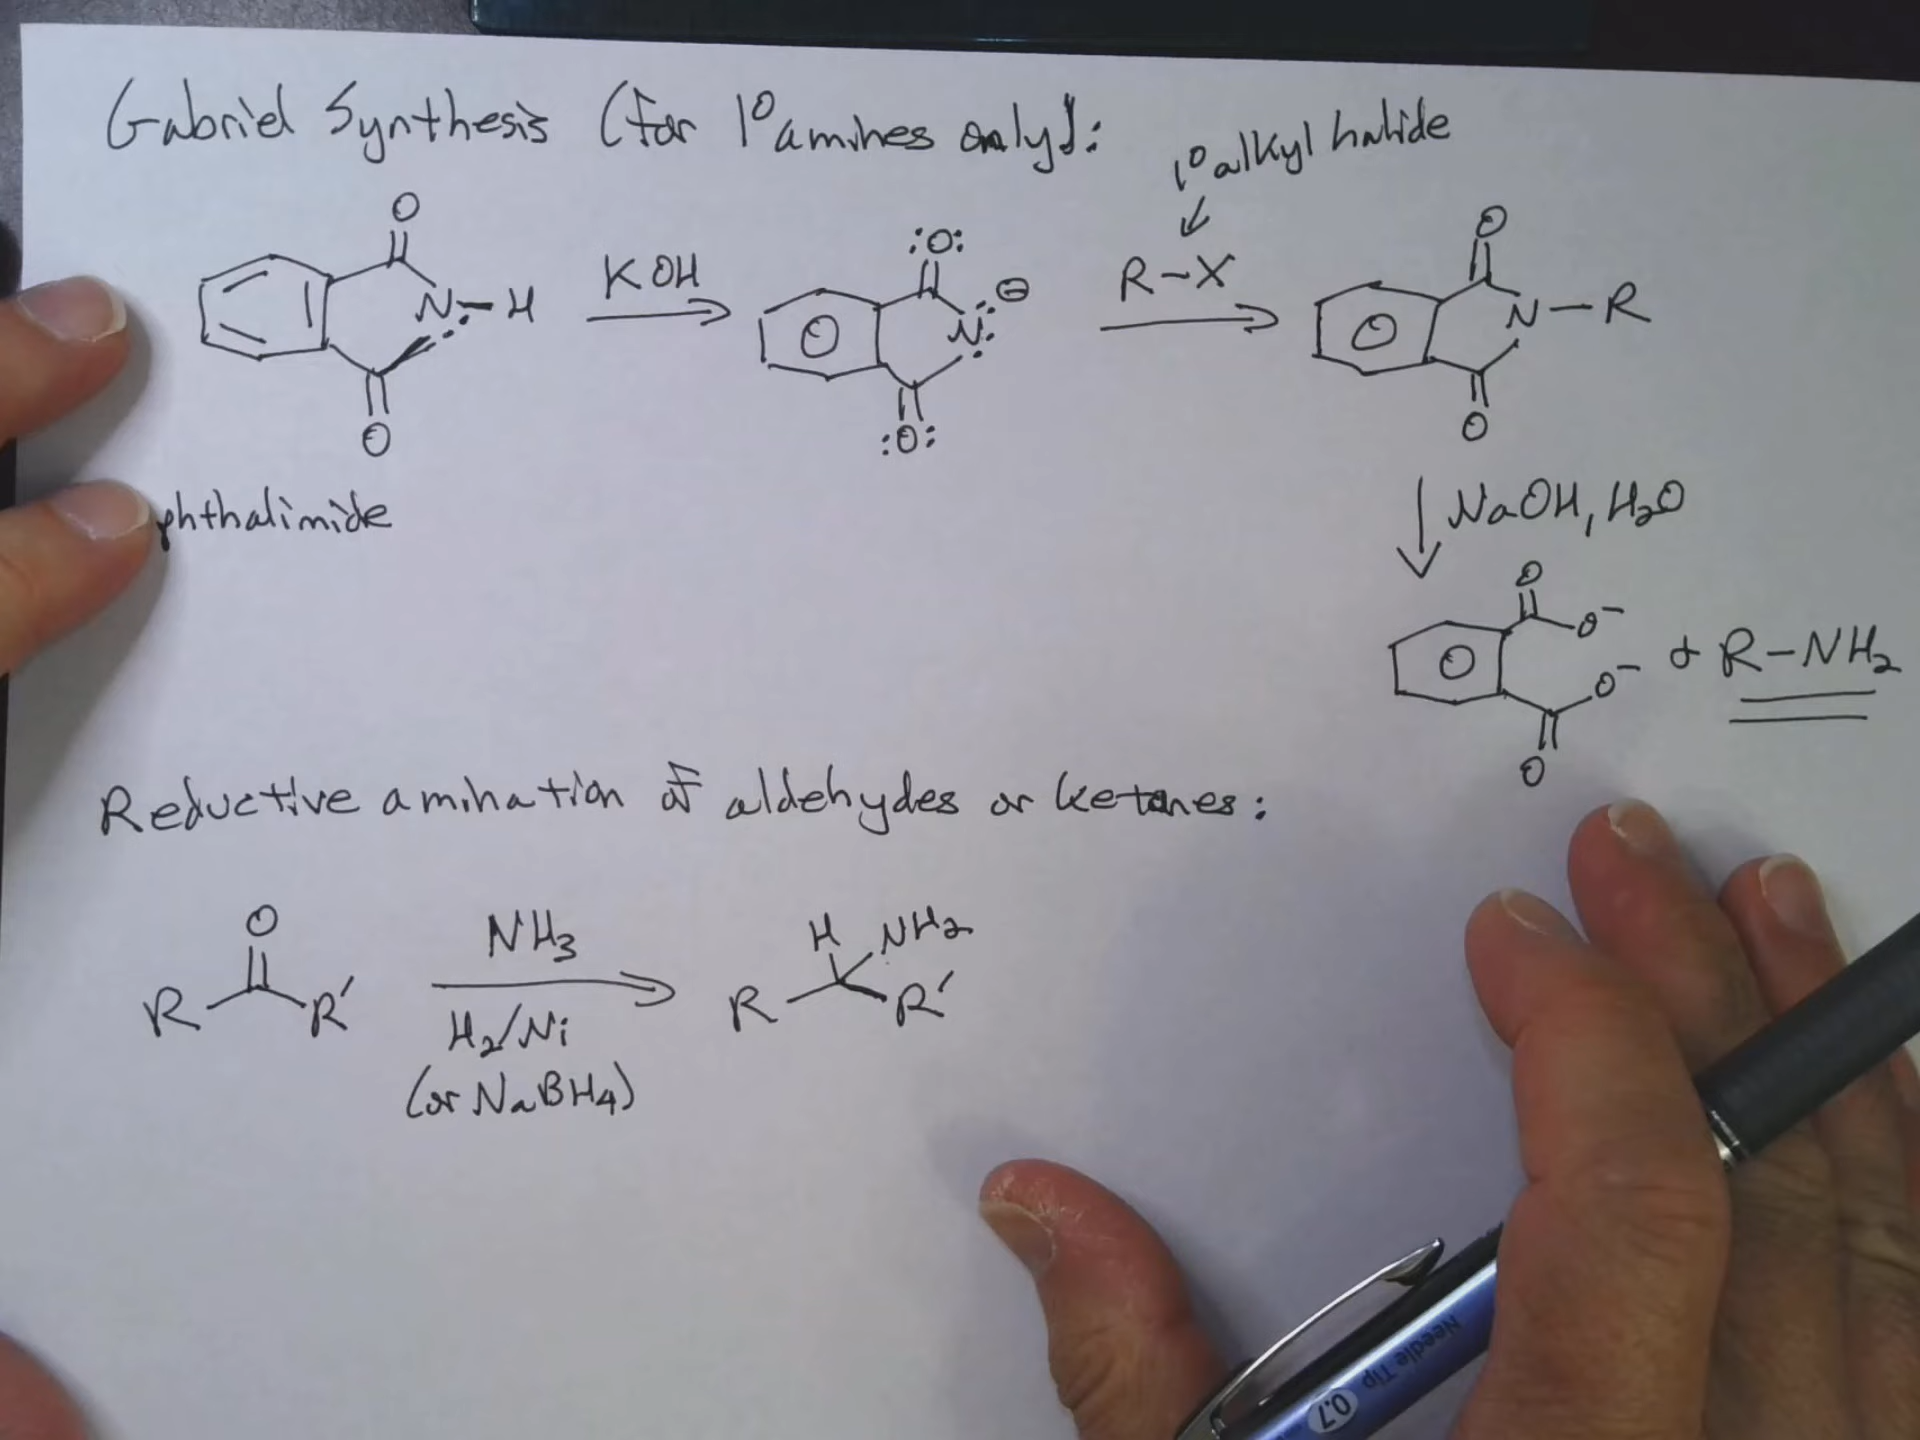 Gabriel Synthesis (for 1° amines only):
1° alkyl halide
O
N-H
O
KOH
:O:
N: ⊖
:O:
R-X
O
N-R
O
phthalimide
NaOH, H2O
O
O-
O-
O
+ R-NH2
Reductive amination of aldehydes or ketones:
O
R R'
NH3
H2/Ni
(or NaBH4)
H NH2
R R'
Needle Tip 0.7